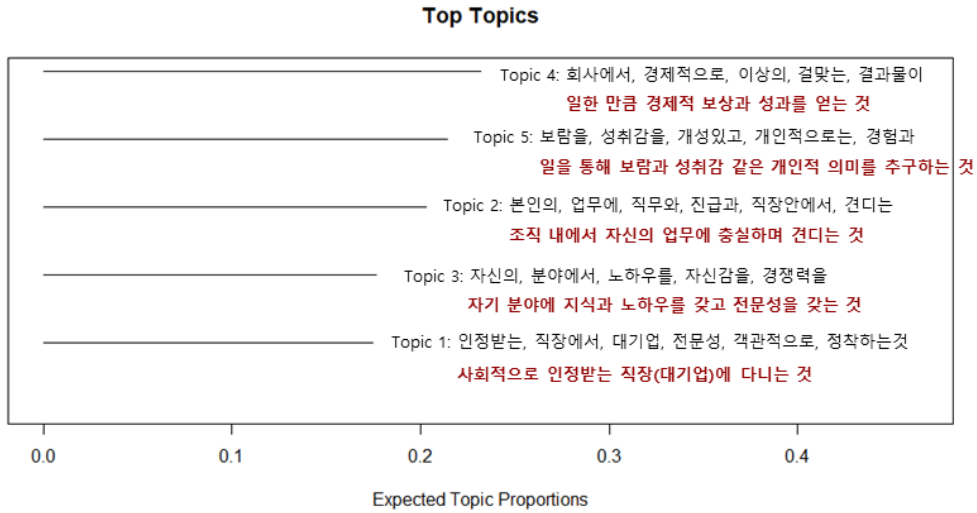 Top Topics
Topic 4: 회사에서, 경제적으로, 이상의, 걸맞는, 결과물이
일한 만큼 경제적 보상과 성과를 얻는 것
Topic 5: 보람을, 성취감을, 개성있고, 개인적으로는, 경험과
일을 통해 보람과 성취감 같은 개인적 의미를 추구하는 것
Topic 2: 본인의, 업무에, 직무와, 진급과, 직장안에서, 견디는
조직 내에서 자신의 업무에 충실하며 견디는 것
Topic 3: 자신의, 분야에서, 노하우를, 자신감을, 경쟁력을
자기 분야에 지식과 노하우를 갖고 전문성을 갖는 것
Topic 1: 인정받는, 직장에서, 대기업, 전문성, 객관적으로, 정착하는것
사회적으로 인정받는 직장(대기업)에 다니는 것
0.0 0.1 0.2 0.3 0.4
Expected Topic Proportions